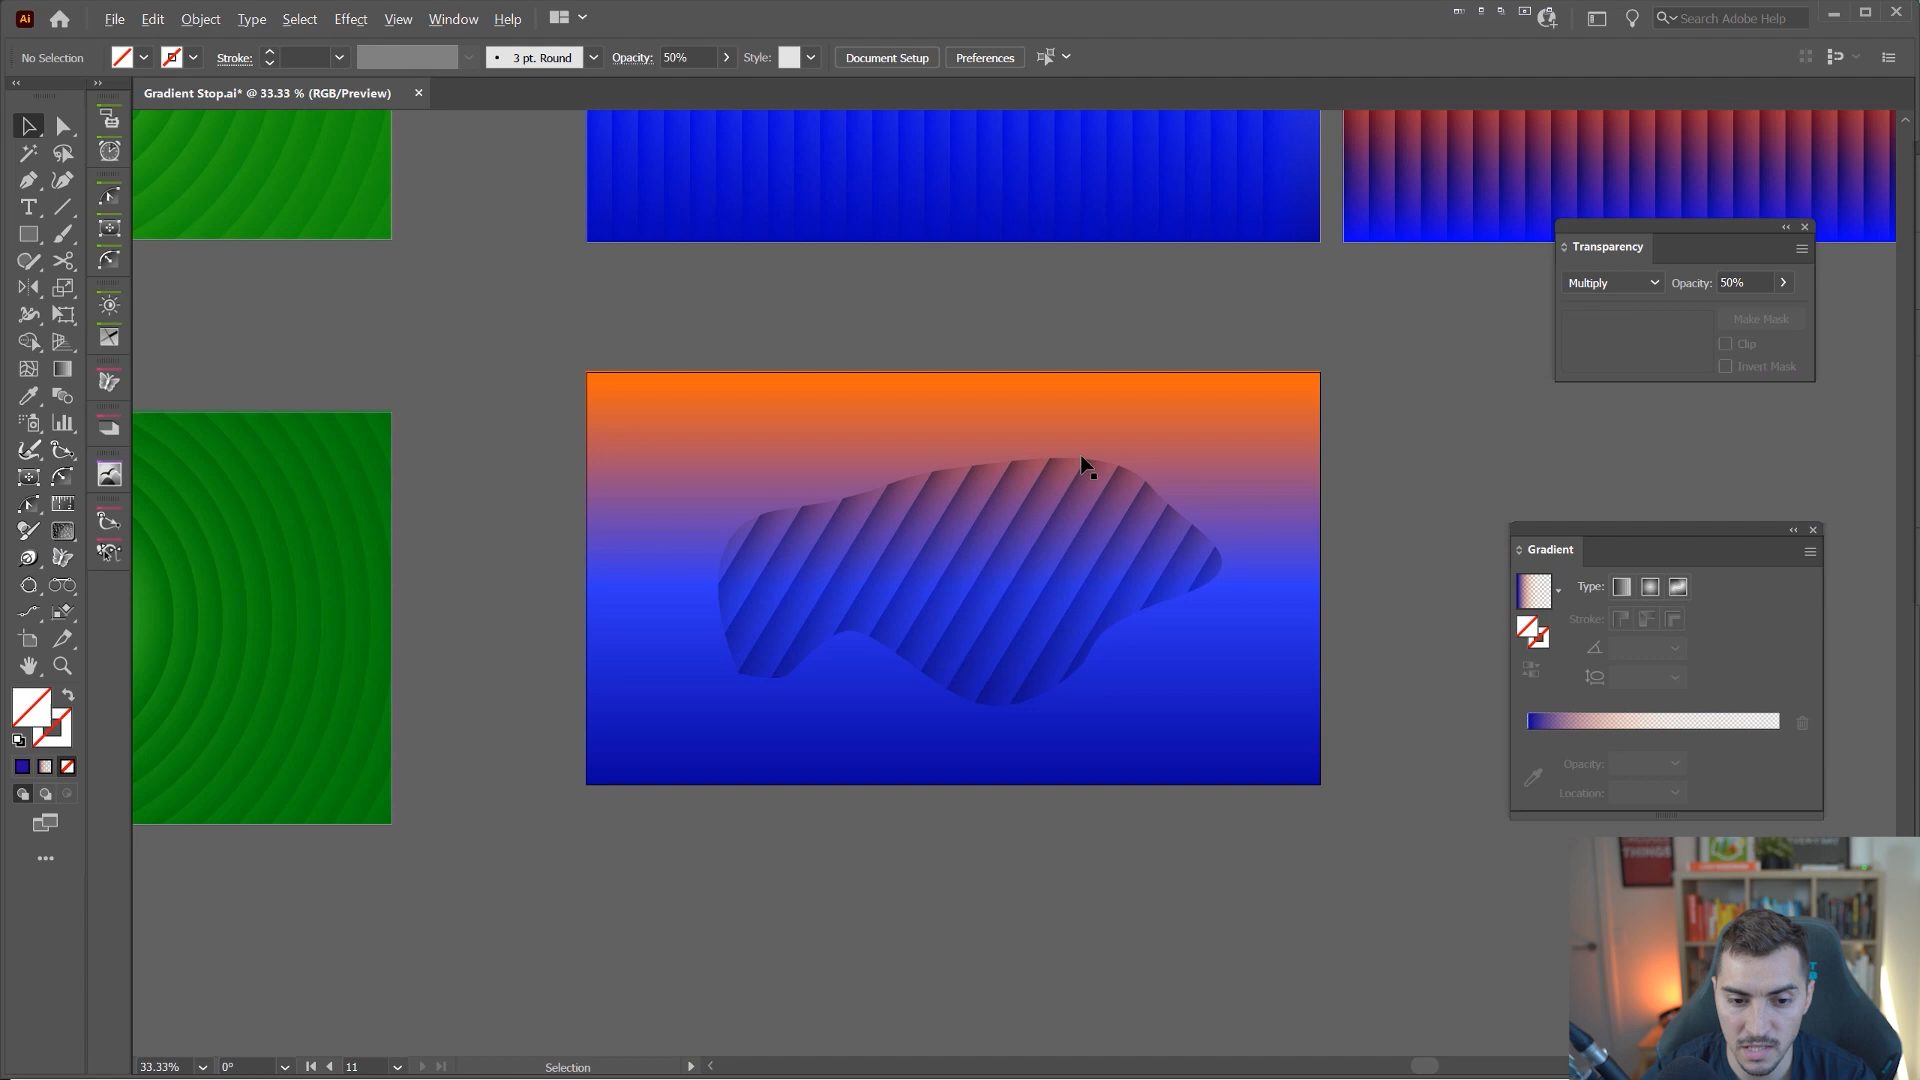 Ai File Edit Object Type Select Effect View Window Help Search Adobe Help
No Selection Stroke: 3 pt. Round Opacity: 50% Style: Document Setup Preferences
Gradient Stop.ai* @ 33.33 % (RGB/Preview)
Transparency
Multiply Opacity: 50%
Make Mask
Clip
Invert Mask
Gradient
Type:
Stroke:
Opacity:
Location:
THINGS
33.33% 0° 11 Selection